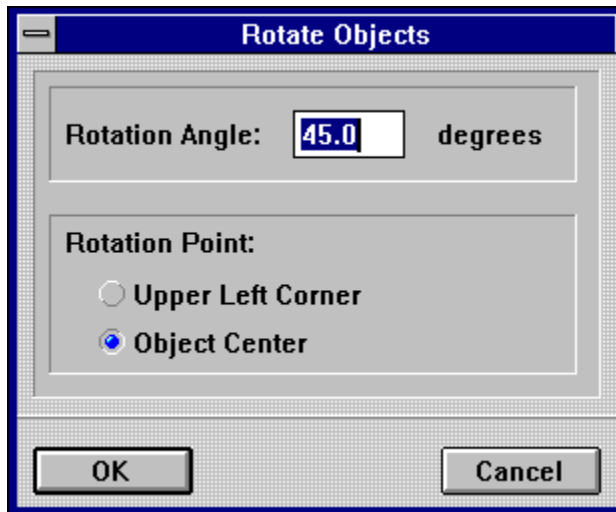 Rotate Objects
Rotation Angle: 45.0 degrees
Rotation Point:
Upper Left Corner
Object Center
OK Cancel